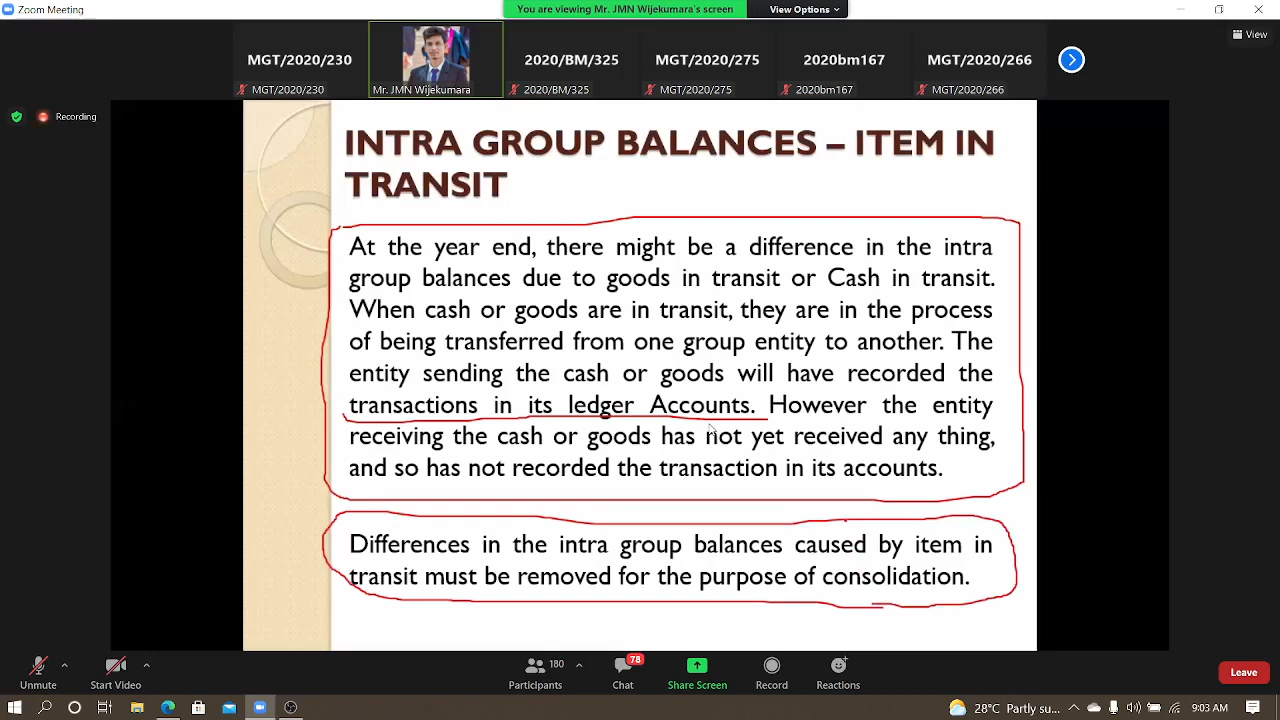 Zoom Meeting
You are viewing Mr. JMN Wijekumara's screen
View Options
View
MGT/2020/230
2020/BM/325
MGT/2020/275
2020bm167
MGT/2020/266
MGT/2020/230
Mr. JMN Wijekumara
2020/BM/325
MGT/2020/275
2020bm167
MGT/2020/266
Recording
INTRA GROUP BALANCES – ITEM IN
TRANSIT
At the year end, there might be a difference in the intra
group balances due to goods in transit or Cash in transit.
When cash or goods are in transit, they are in the process
of being transferred from one group entity to another. The
entity sending the cash or goods will have recorded the
transactions in its ledger Accounts. However the entity
receiving the cash or goods has not yet received any thing,
and so has not recorded the transaction in its accounts.
Differences in the intra group balances caused by item in
transit must be removed for the purpose of consolidation.
Unmute
Start Video
180
Participants
78
Chat
Share Screen
Record
Reactions
Leave
28°C Partly su...
9:03 AM